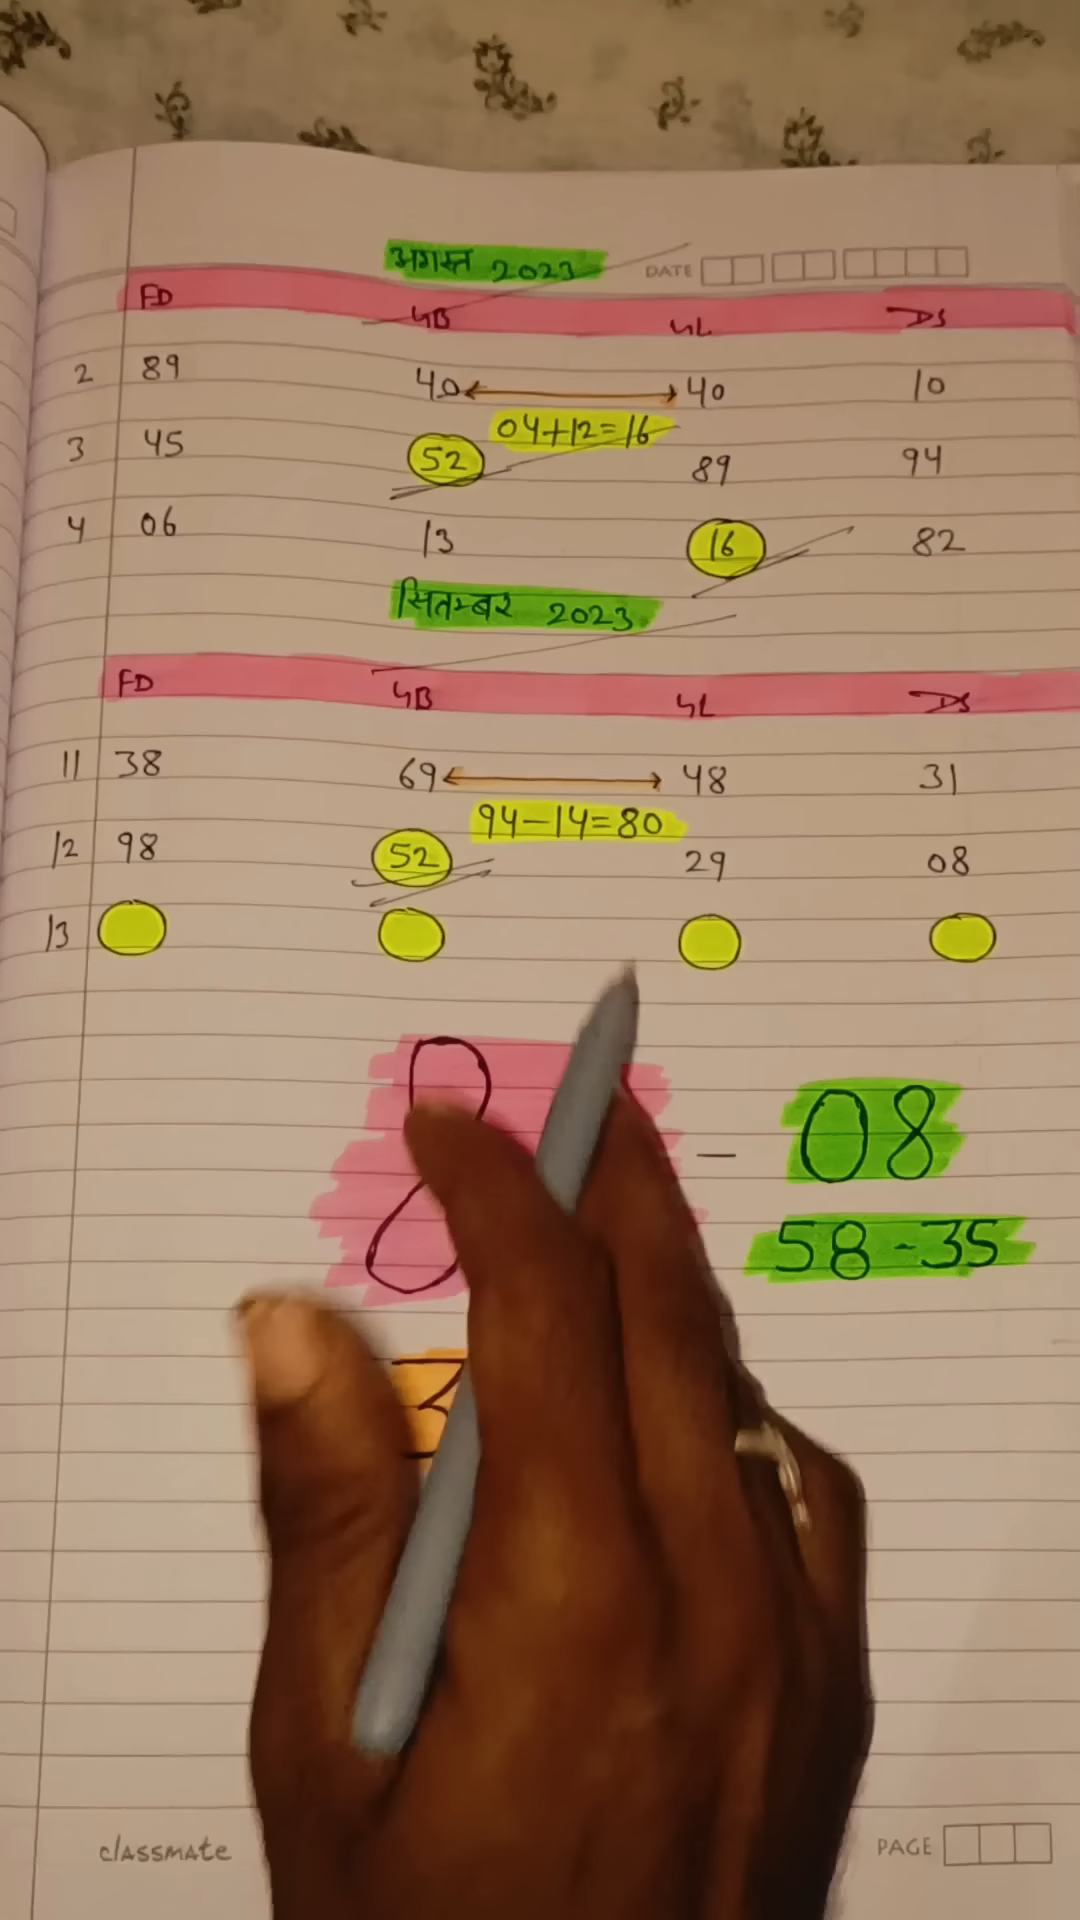 अगस्त 2023
DATE
FD GB GL DS
2 89 40 40 10
04+12=16
3 45 52 89 94
4 06 13 16 82
सितम्बर 2023
FD GB GL DS
11 38 69 48 31
94-14=80
12 98 52 29 08
13
8 - 08
58-35
3
classmate PAGE